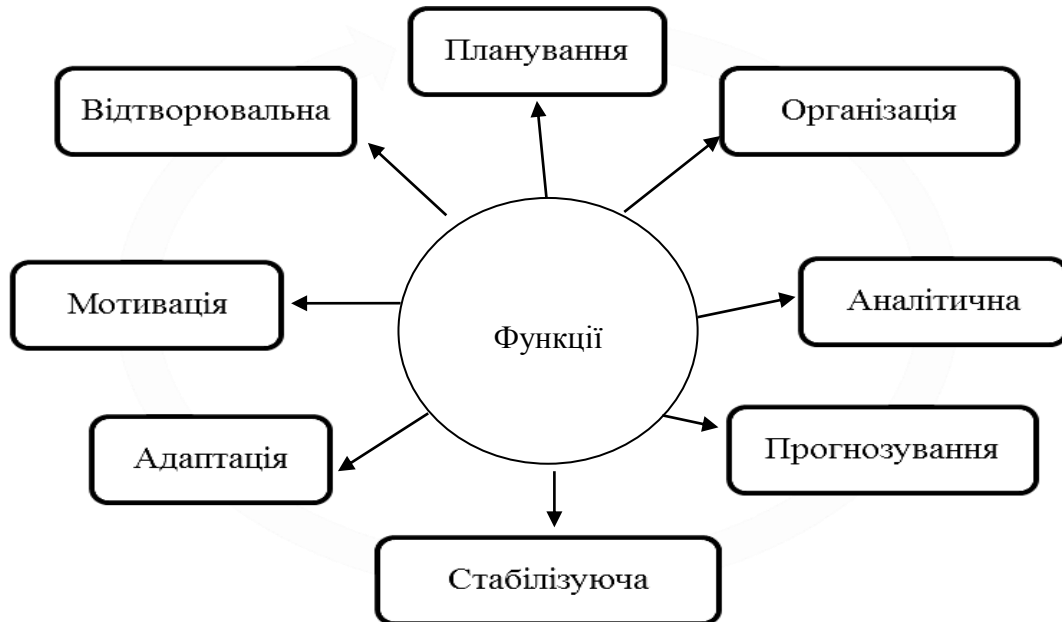 Планування
Відтворювальна
Організація
Мотивація
Функції
Аналітична
Адаптація
Прогнозування
Стабілізуюча